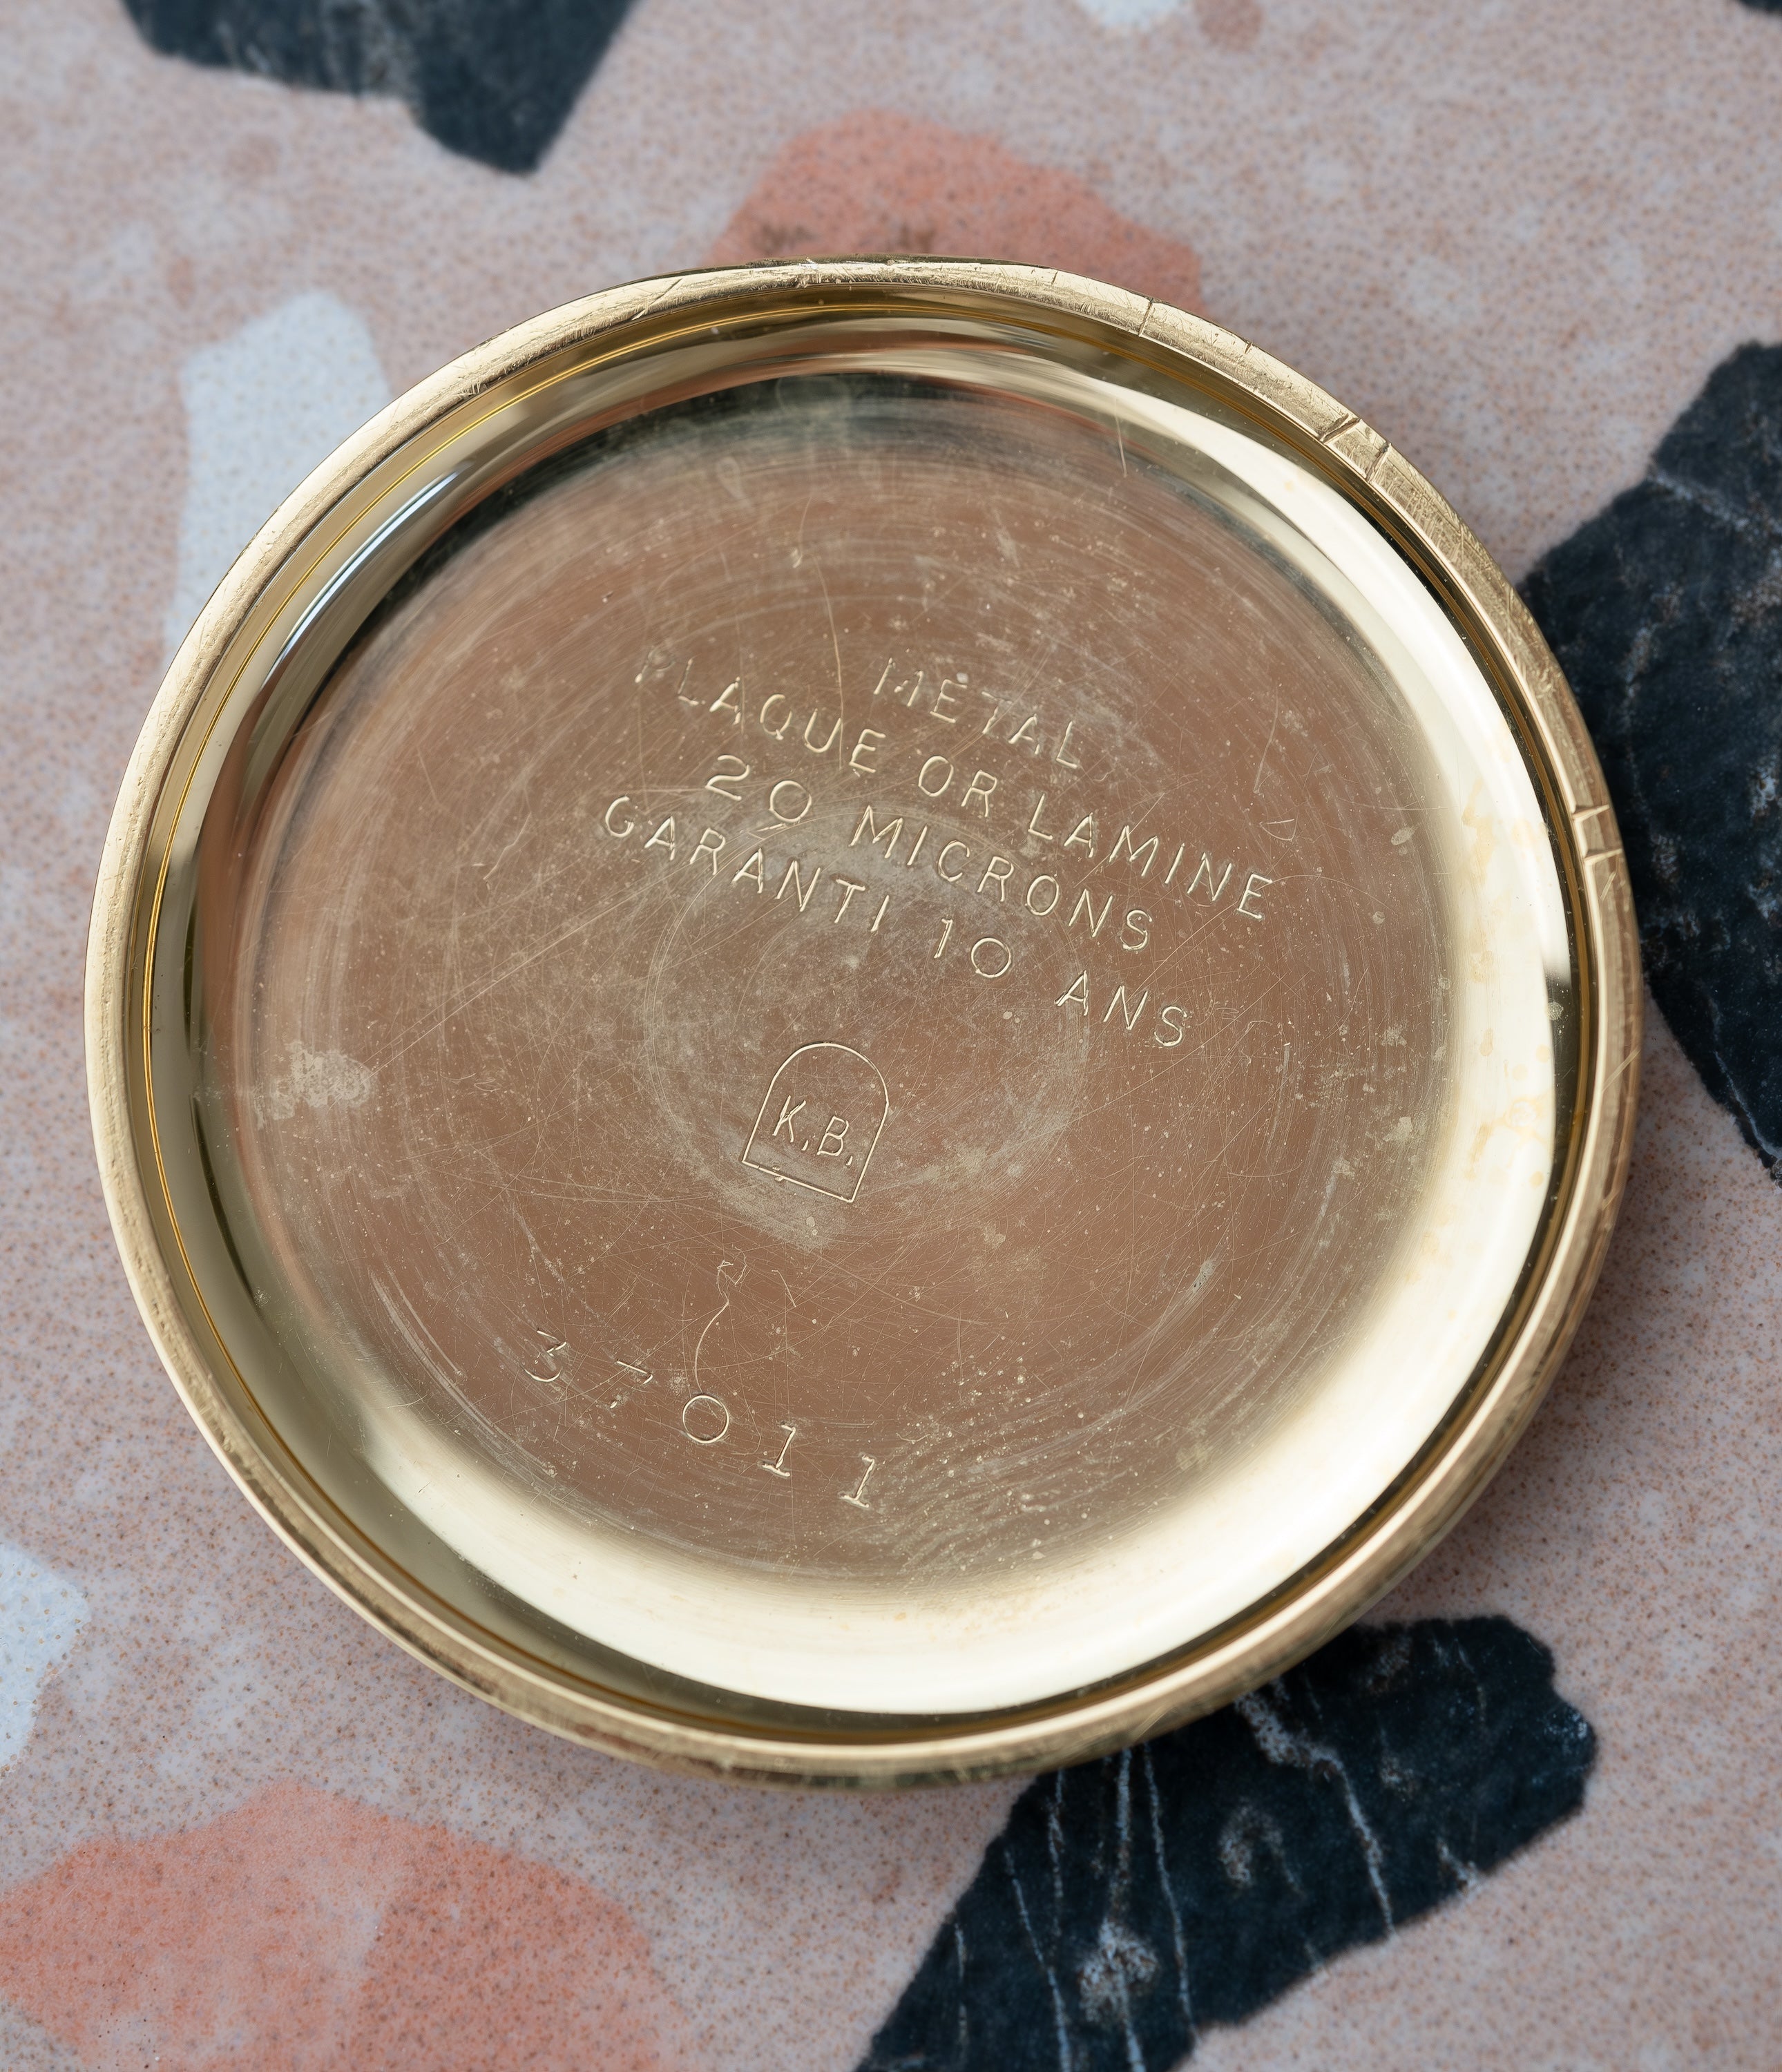 METAL
PLAQUE OR LAMINE
20 MICRONS
GARANTI 10 ANS
K.B.
37011